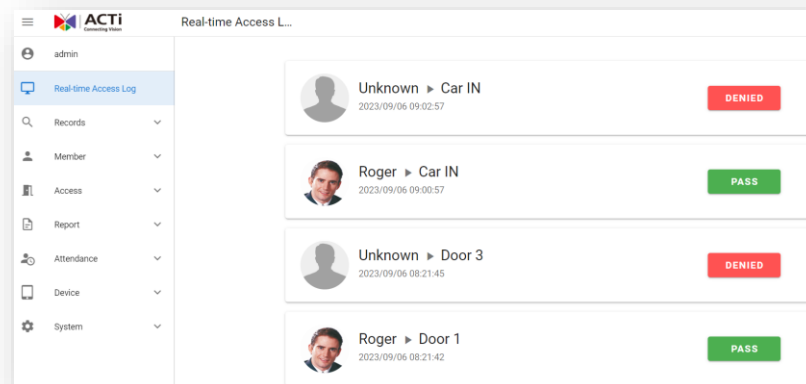 ACTi
Connecting Vision
Real-time Access L...
admin
Real-time Access Log
Records
Member
Access
Report
Attendance
Device
System
Unknown ▸ Car IN
2023/09/06 09:02:57
DENIED
Roger ▸ Car IN
2023/09/06 09:00:57
PASS
Unknown ▸ Door 3
2023/09/06 08:21:45
DENIED
Roger ▸ Door 1
2023/09/06 08:21:42
PASS